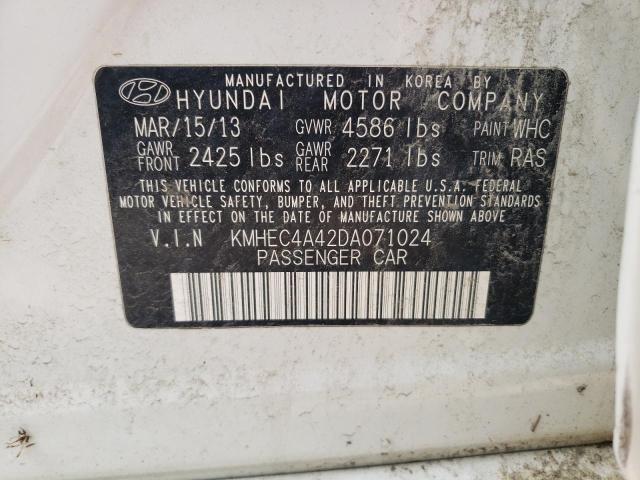 MANUFACTURED IN KOREA BY
HYUNDAI MOTOR COMPANY
MAR/15/13 GVWR 4586 lbs PAINT WHC
GAWR FRONT 2425 lbs GAWR REAR 2271 lbs TRIM RAS
THIS VEHICLE CONFORMS TO ALL APPLICABLE U.S.A. FEDERAL
MOTOR VEHICLE SAFETY, BUMPER, AND THEFT PREVENTION STANDARDS
IN EFFECT ON THE DATE OF MANUFACTURE SHOWN ABOVE
V.I.N KMHEC4A42DA071024
PASSENGER CAR